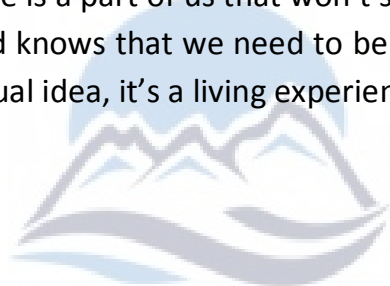 e is a part of us that won't s
d knows that we need to be
ual idea, it's a living experien